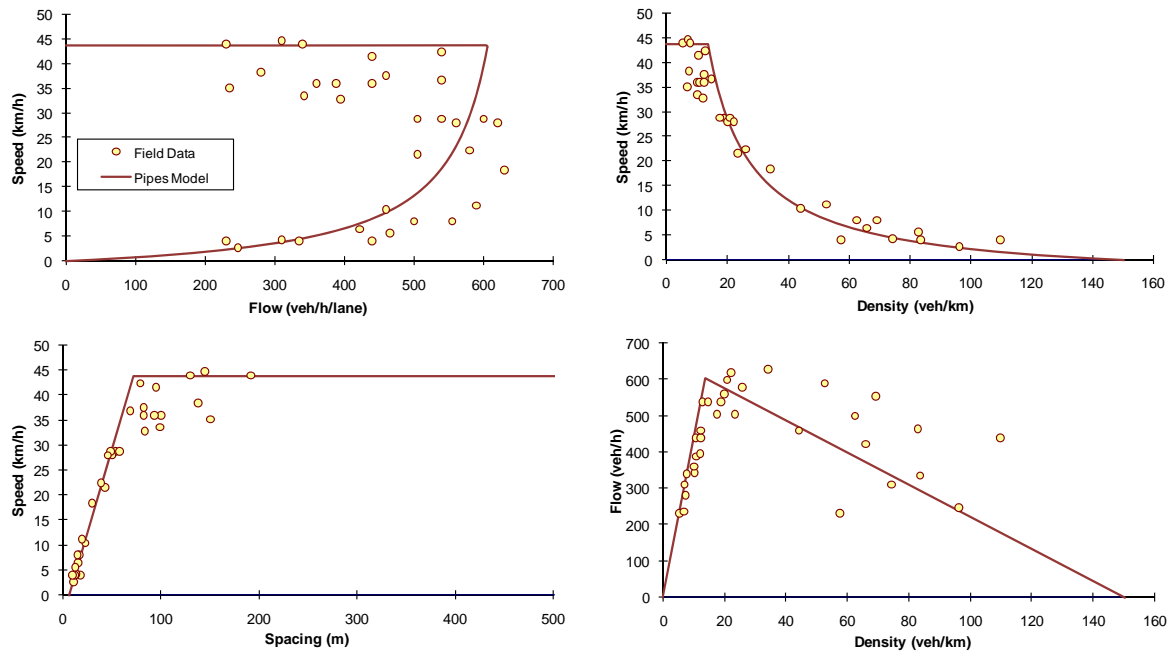 Speed (km/h)
50
45
40
35
30
25
20
15
10
5
0
Field Data
Pipes Model
0 100 200 300 400 500 600 700
Flow (veh/h/lane)
Speed (km/h)
50
45
40
35
30
25
20
15
10
5
0
0 20 40 60 80 100 120 140 160
Density (veh/km)
Speed (km/h)
50
45
40
35
30
25
20
15
10
5
0
0 100 200 300 400 500
Spacing (m)
Flow (veh/h)
700
600
500
400
300
200
100
0
0 20 40 60 80 100 120 140 160
Density (veh/km)